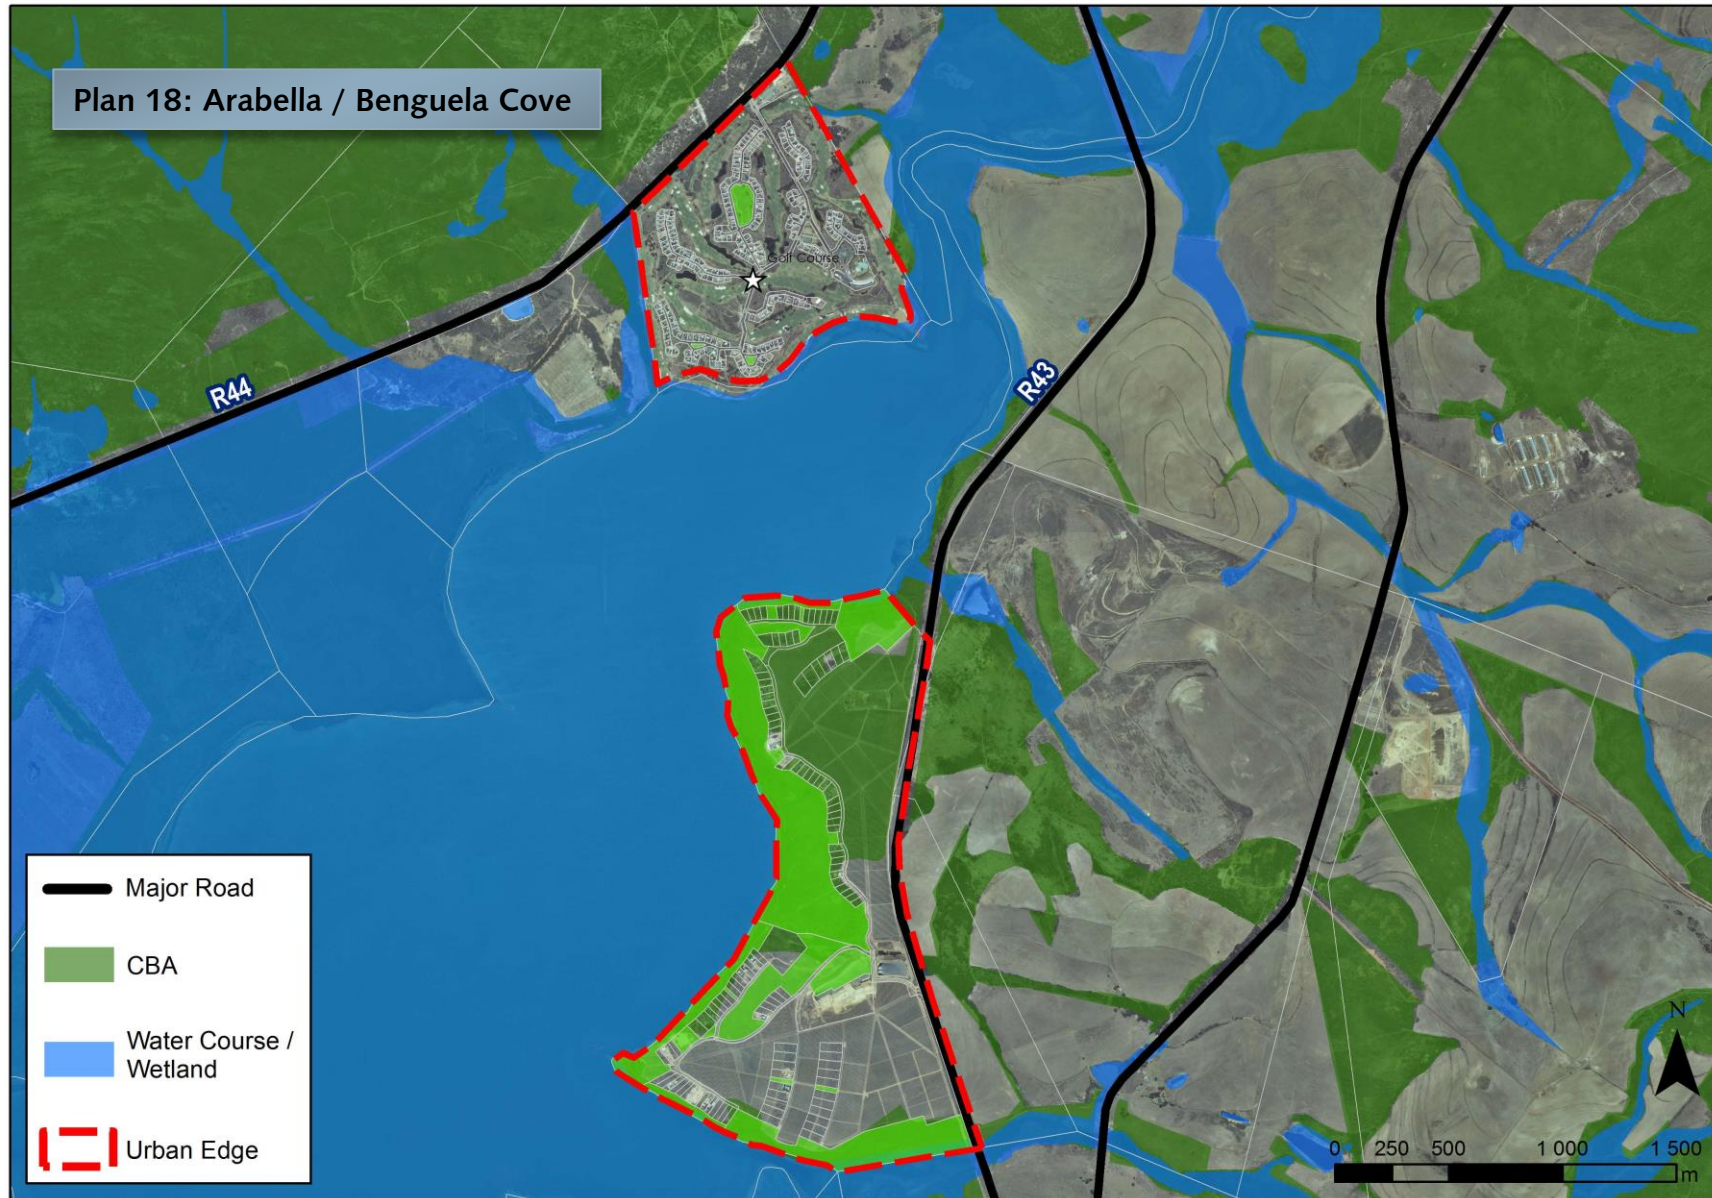 Plan 18: Arabella / Benguela Cove
Golf Course
R44
R43
Major Road
CBA
Water Course /
Wetland
Urban Edge
N
0 250 500 1 000 1 500
m